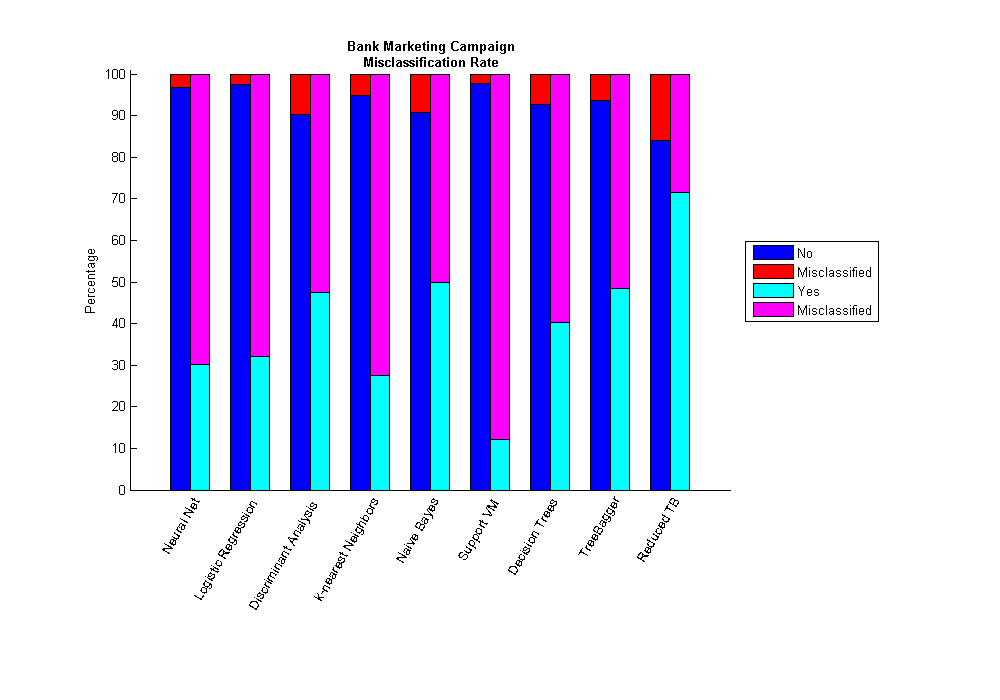 Bank Marketing Campaign
Misclassification Rate
100
90
80
70
60
50
40
30
20
10
0
Percentage
Neural Net
Logistic Regression
Discriminant Analysis
k-nearest Neighbors
Naive Bayes
Support VM
Decision Trees
TreeBagger
Reduced TB
No
Misclassified
Yes
Misclassified